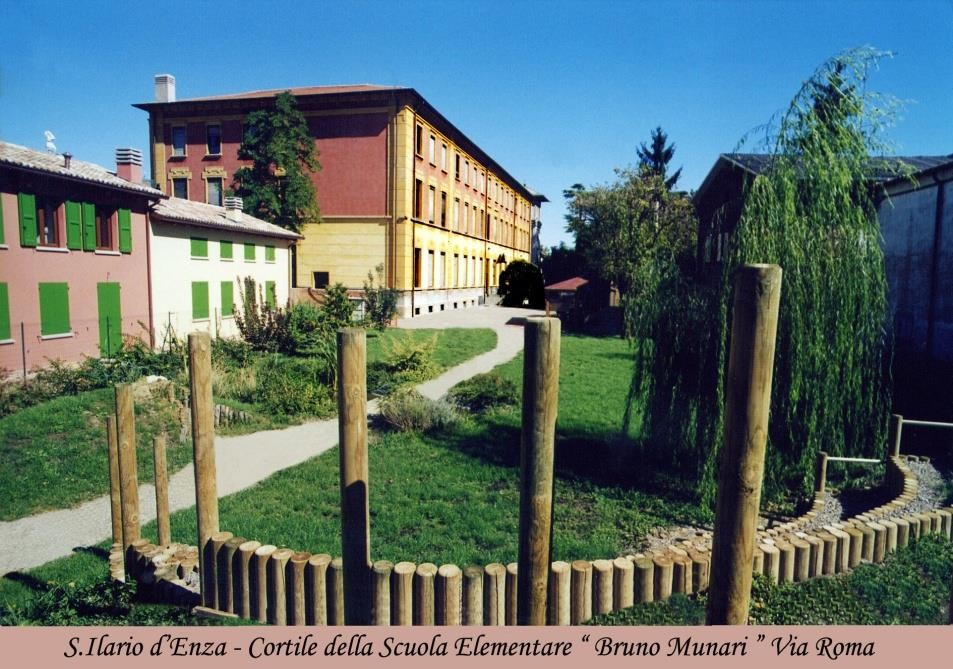 S.Ilario d'Enza - Cortile della Scuola Elementare “ Bruno Munari ” Via Roma